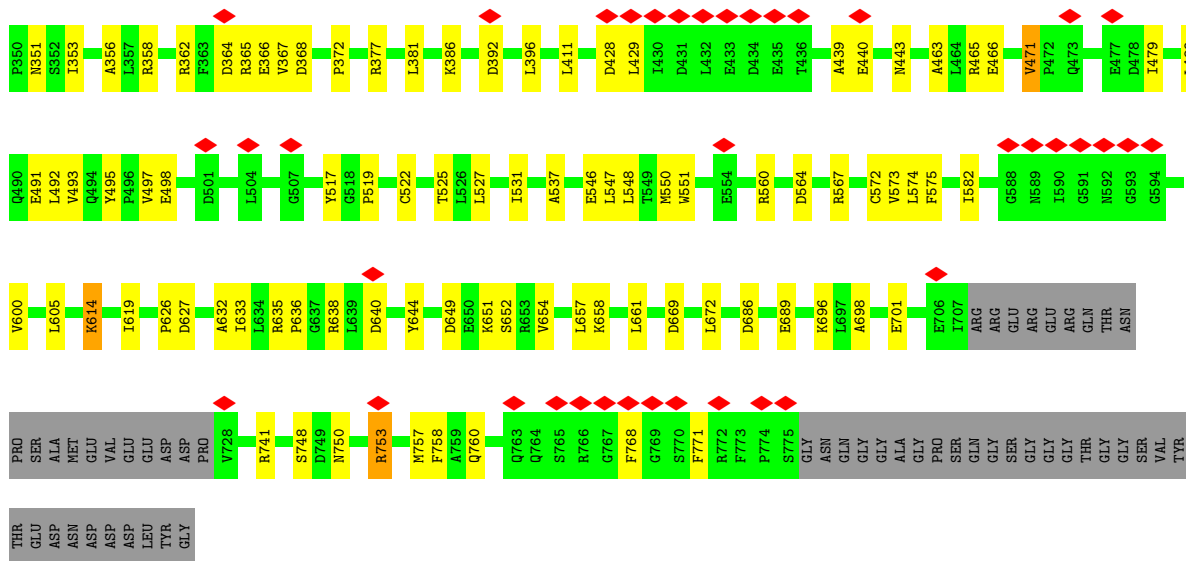 P350 N351 S352 I353 A356 L357 R358 R362 F363 D364 R365 E366 V367 D368 P372 R377 L381 K386 D392 L396 L411 D428 L429 I430 D431 L432 E433 D434 E435 T436 A439 E440 N443 A463 L464 R465 E466 V471 P472 Q473 E477 D478 I479
Q490 E491 L492 V493 Q494 Y495 P496 V497 E498 D501 L504 G507 Y517 G518 P519 C522 T525 L526 L527 I531 A537 E546 L547 L548 T549 M550 W551 E554 R560 D564 R567 C572 V573 L574 F575 I582 G588 N589 I590 G591 N592 G593 G594
V600 L605 K614 I619 P626 D627 A632 I633 L634 R635 P636 G637 R638 L639 D640 Y644 D649 E650 K651 S652 R653 V654 L657 K658 L661 D669 L672 D686 E689 K696 L697 A698 E701 E706 I707 ARG ARG GLU ARG GLU ARG GLN THR ASN
PRO SER ALA MET GLU VAL GLU GLU ASP ASP PRO V728 R741 S748 D749 N750 R753 M757 F758 A759 Q760 Q763 Q764 S765 R766 G767 F768 G769 S770 F771 R772 F773 P774 S775 GLY ASN GLN GLY GLY ALA GLY PRO SER GLN GLY SER GLY GLY GLY THR GLY GLY SER VAL TYR
THR GLU ASP ASN ASP ASP ASP LEU TYR GLY